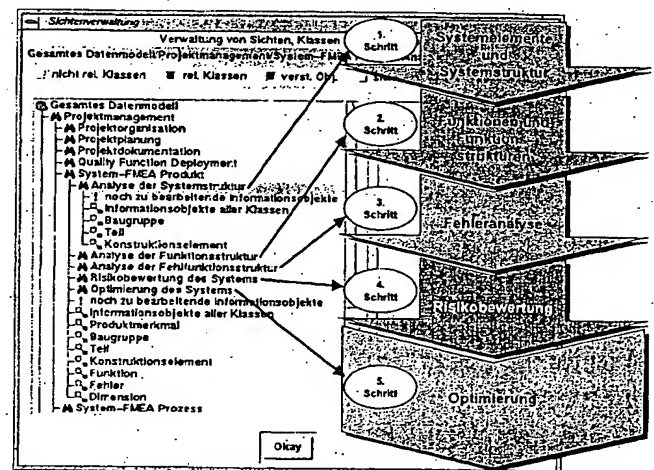 Sichtenverwaltung
Verwaltung von Sichten, Klassen
Gesamtes Datenmodell/Projektmanagement/System-FMEA
nicht rel. Klassen rel. Klassen verst. Obj.
Gesamtes Datenmodell
Projektmanagement
Projektorganisation
Projektplanung
Projektdokumentation
Quality Function Deployment
System-FMEA Produkt
Analyse der Systemstruktur
! noch zu bearbeitende Informationsobjekte
Informationsobjekte aller Klassen
Baugruppe
Teil
Konstruktionselement
Analyse der Funktionsstruktur
Analyse der Fehlfunktionsstruktur
Risikobewertung des Systems
Optimierung des Systems
! noch zu bearbeitende Informationsobjekte
Informationsobjekte aller Klassen
Produktmerkmal
Baugruppe
Teil
Konstruktionselement
Funktion
Fehler
Dimension
System-FMEA Prozess
Okay
1.
Schritt
Systemelemente
und
Systemstruktur
2.
Schritt
Funktionen und
Funktions-
strukturen
3.
Schritt
Fehleranalyse
4.
Schritt
Risikobewertung
5.
Schritt
Optimierung